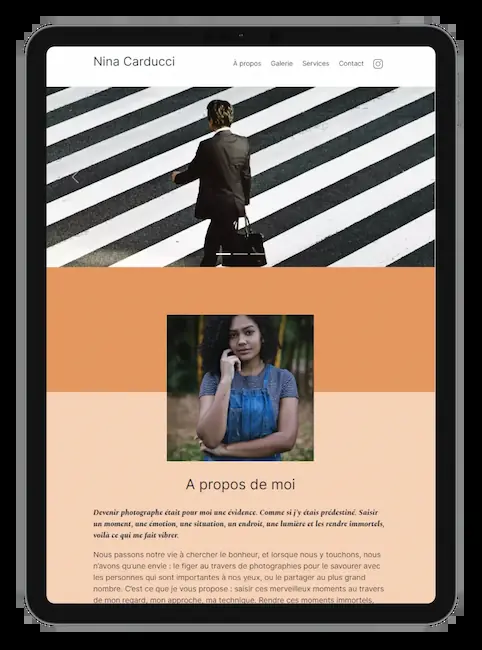 Nina Carducci
À propos Galerie Services Contact
A propos de moi
Devenir photographe était pour moi une évidence. Comme si j'y étais prédestiné. Saisir
un moment, une émotion, une situation, un endroit, une lumière et les rendre immortels,
voilà ce qui me fait vibrer.
Nous passons notre vie à chercher le bonheur, et lorsque nous y touchons, nous
n'avons qu'une envie : le figer au travers de photographies pour le savourer avec
les personnes qui sont importantes à nos yeux, ou le partager au plus grand
nombre. C'est ce que je vous propose : saisir ces merveilleux moments au travers
de mon regard, mon approche, ma technique. Rendre ces moments immortels,